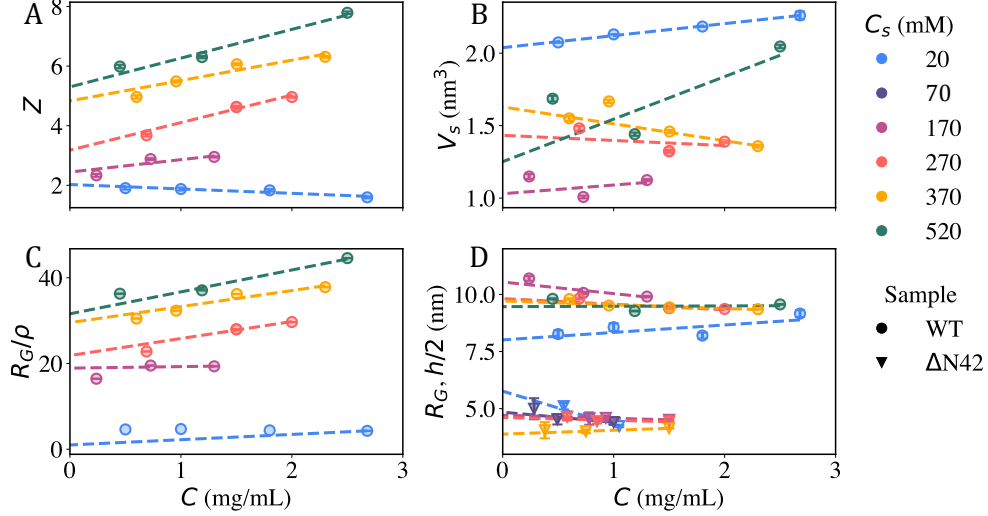 A
8
6
4
2
Z
B
2.0
1.5
1.0
V_s (nm³)
C_s (mM)
20
70
170
270
370
520
C
40
20
0
R_G/ρ
0
1
2
3
C (mg/mL)
D
10.0
7.5
5.0
R_G, h/2 (nm)
0
1
2
3
C (mg/mL)
Sample
WT
ΔN42